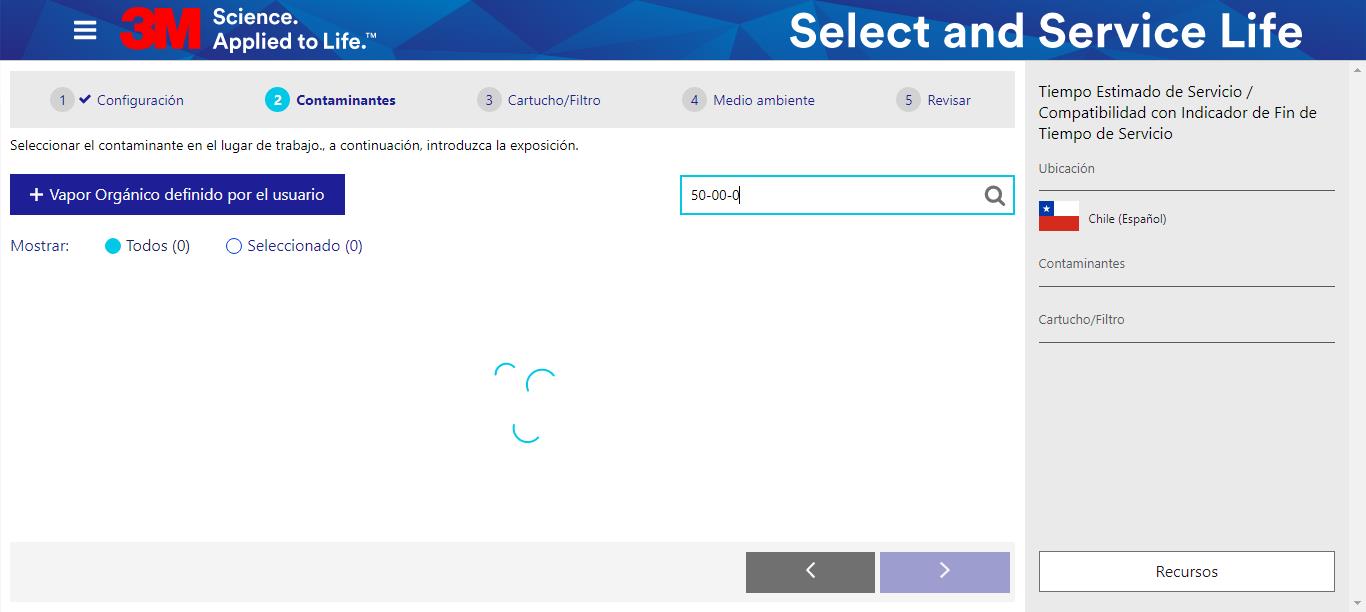 3M Science.
Applied to Life.™
Select and Service Life
1 Configuración
2 Contaminantes
3 Cartucho/Filtro
4 Medio ambiente
5 Revisar
Seleccionar el contaminante en el lugar de trabajo., a continuación, introduzca la exposición.
+ Vapor Orgánico definido por el usuario
50-00-0
Mostrar: Todos (0) Seleccionado (0)
Tiempo Estimado de Servicio /
Compatibilidad con Indicador de Fin de
Tiempo de Servicio
Ubicación
Chile (Español)
Contaminantes
Cartucho/Filtro
Recursos